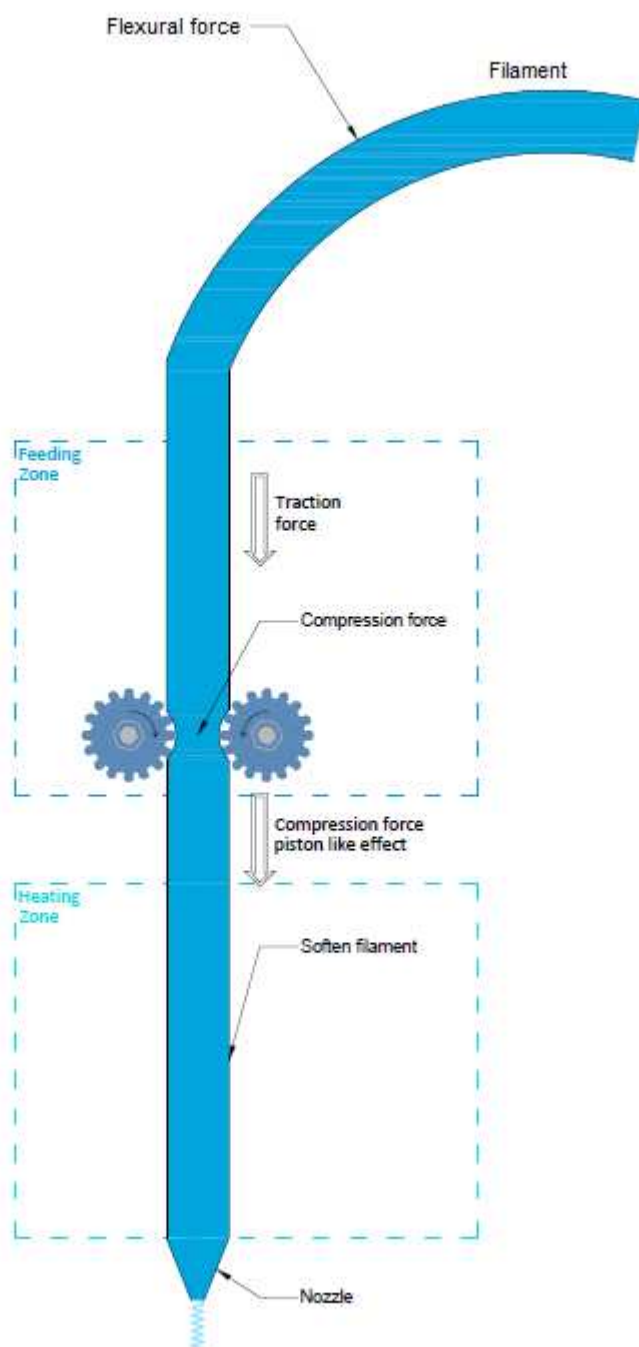 Flexural force
Filament
Feeding
Zone
Traction
force
Compression force
Compression force
piston like effect
Heating
Zone
Soften filament
Nozzle